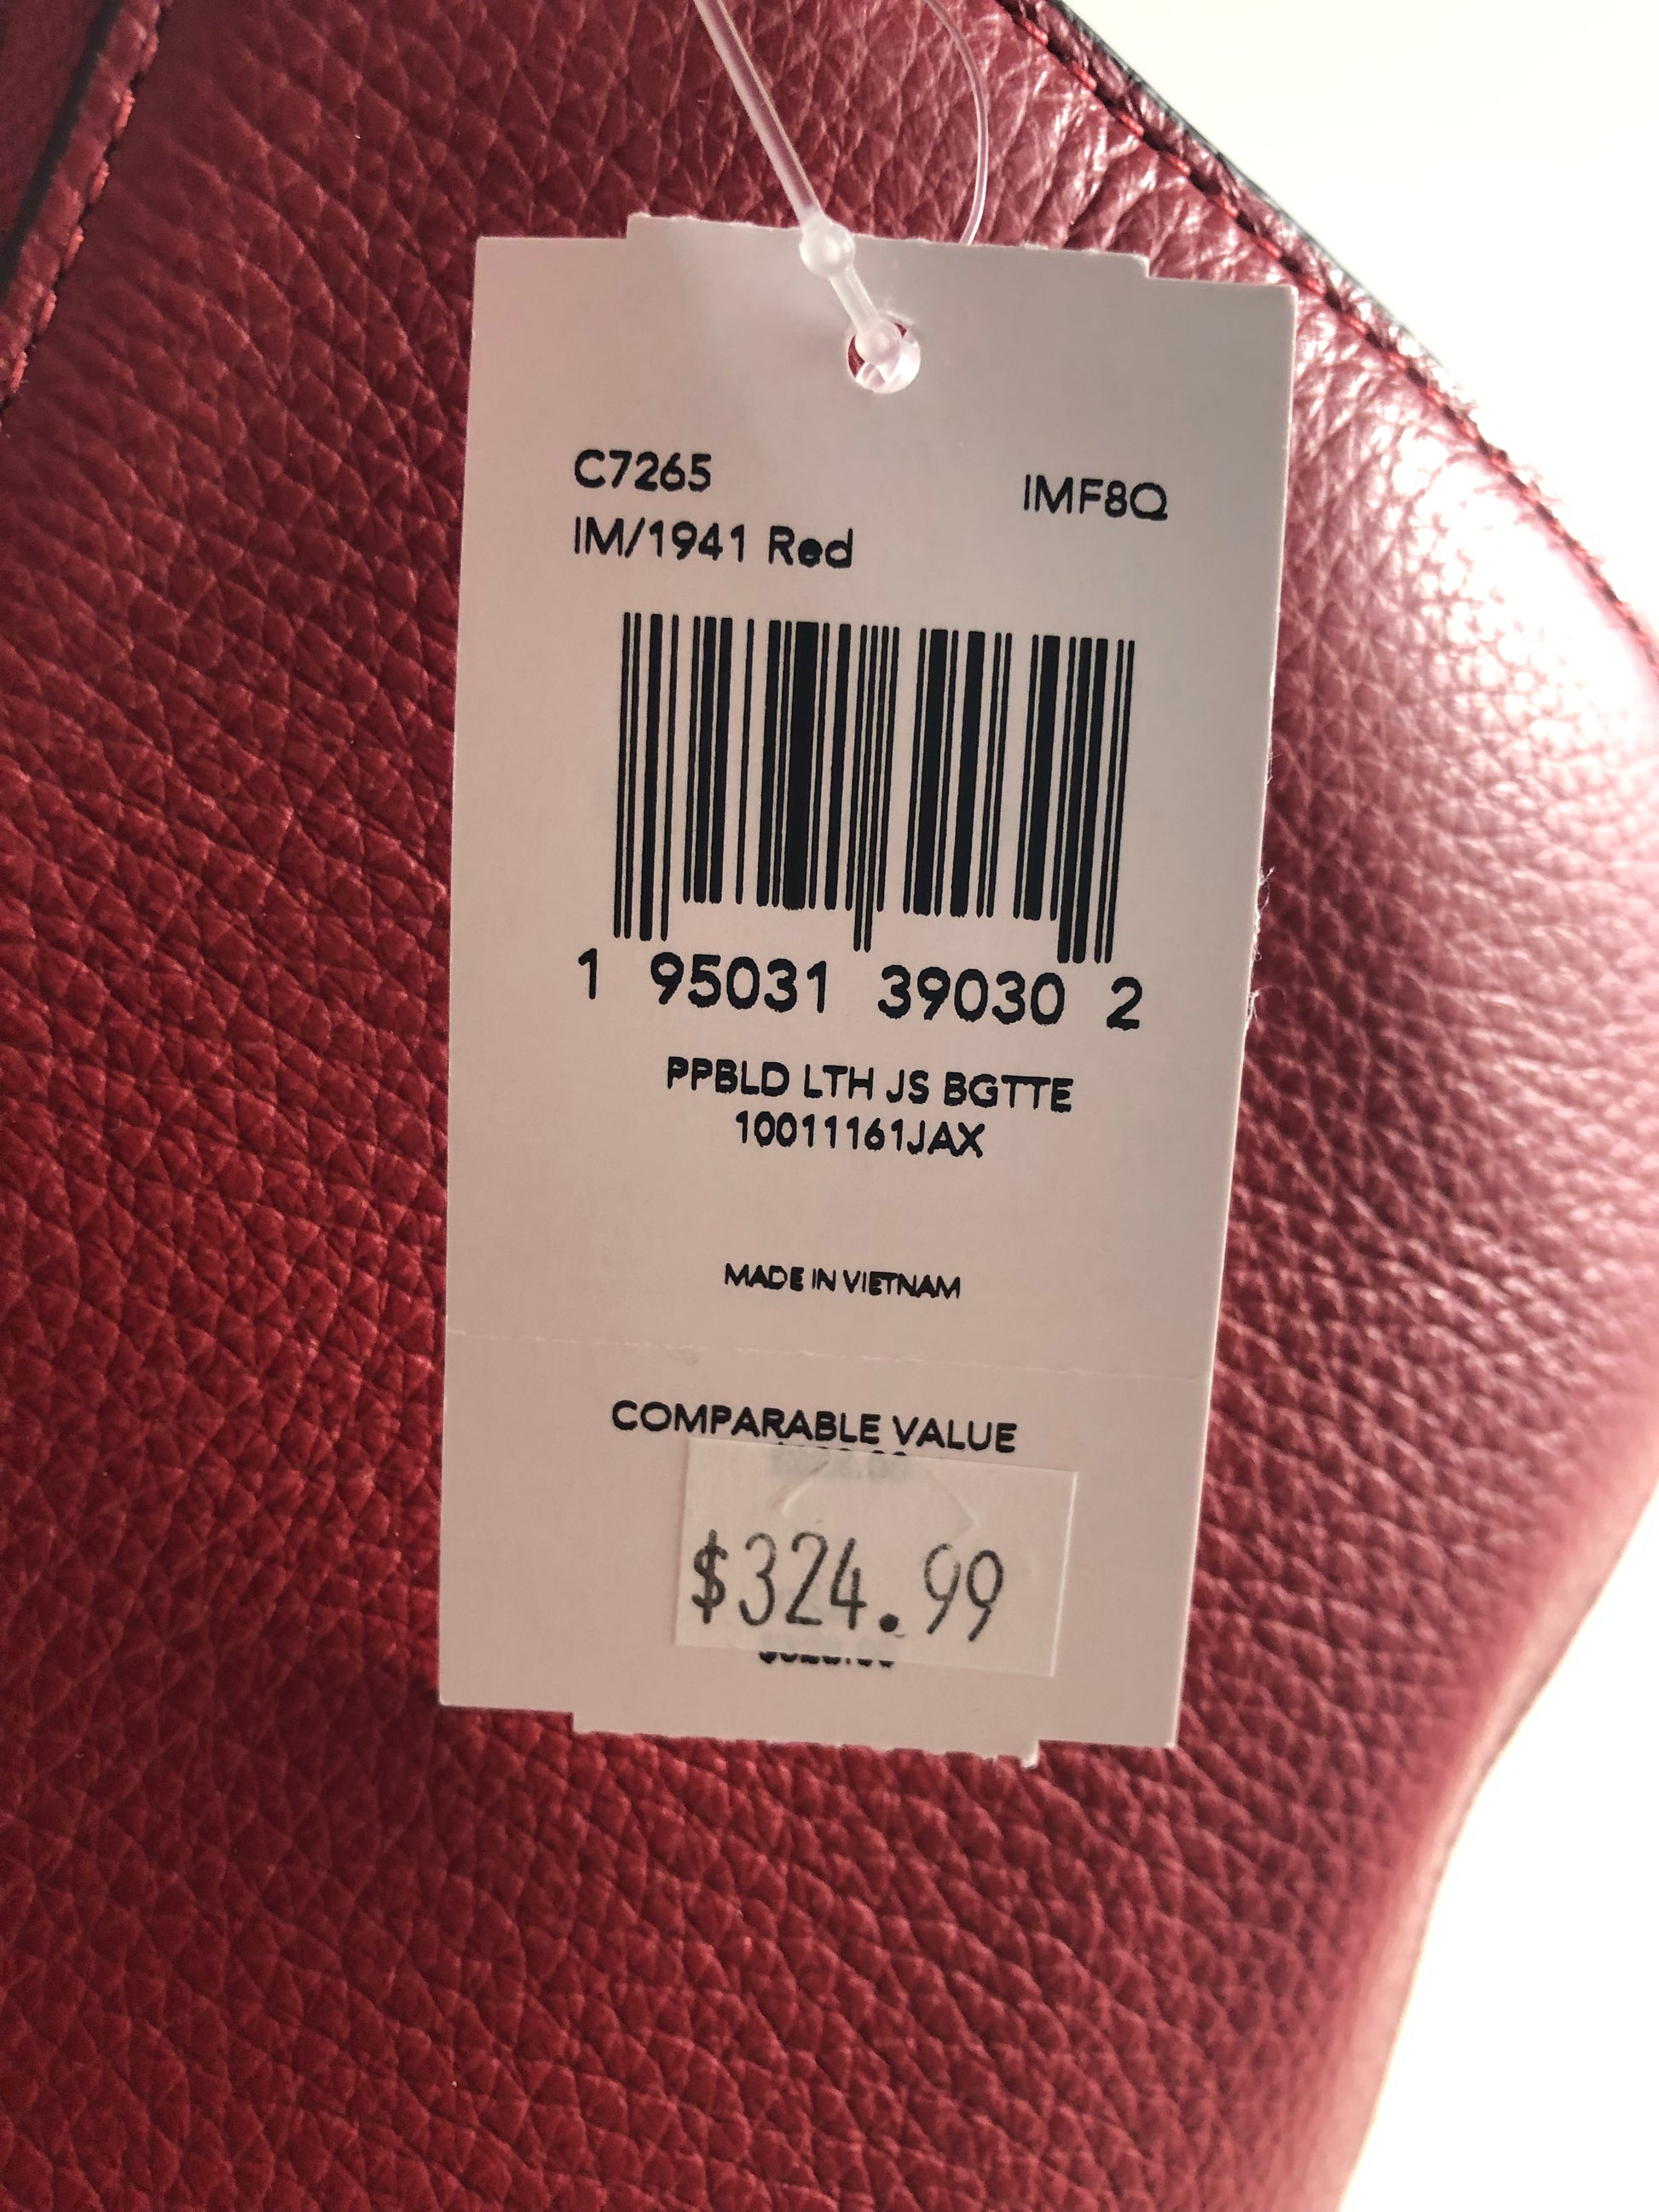 C7265 IMF8Q
IM/1941 Red
1 95031 39030 2
PPBLD LTH JS BGTTE
10011161JAX
MADE IN VIETNAM
COMPARABLE VALUE
$324.99